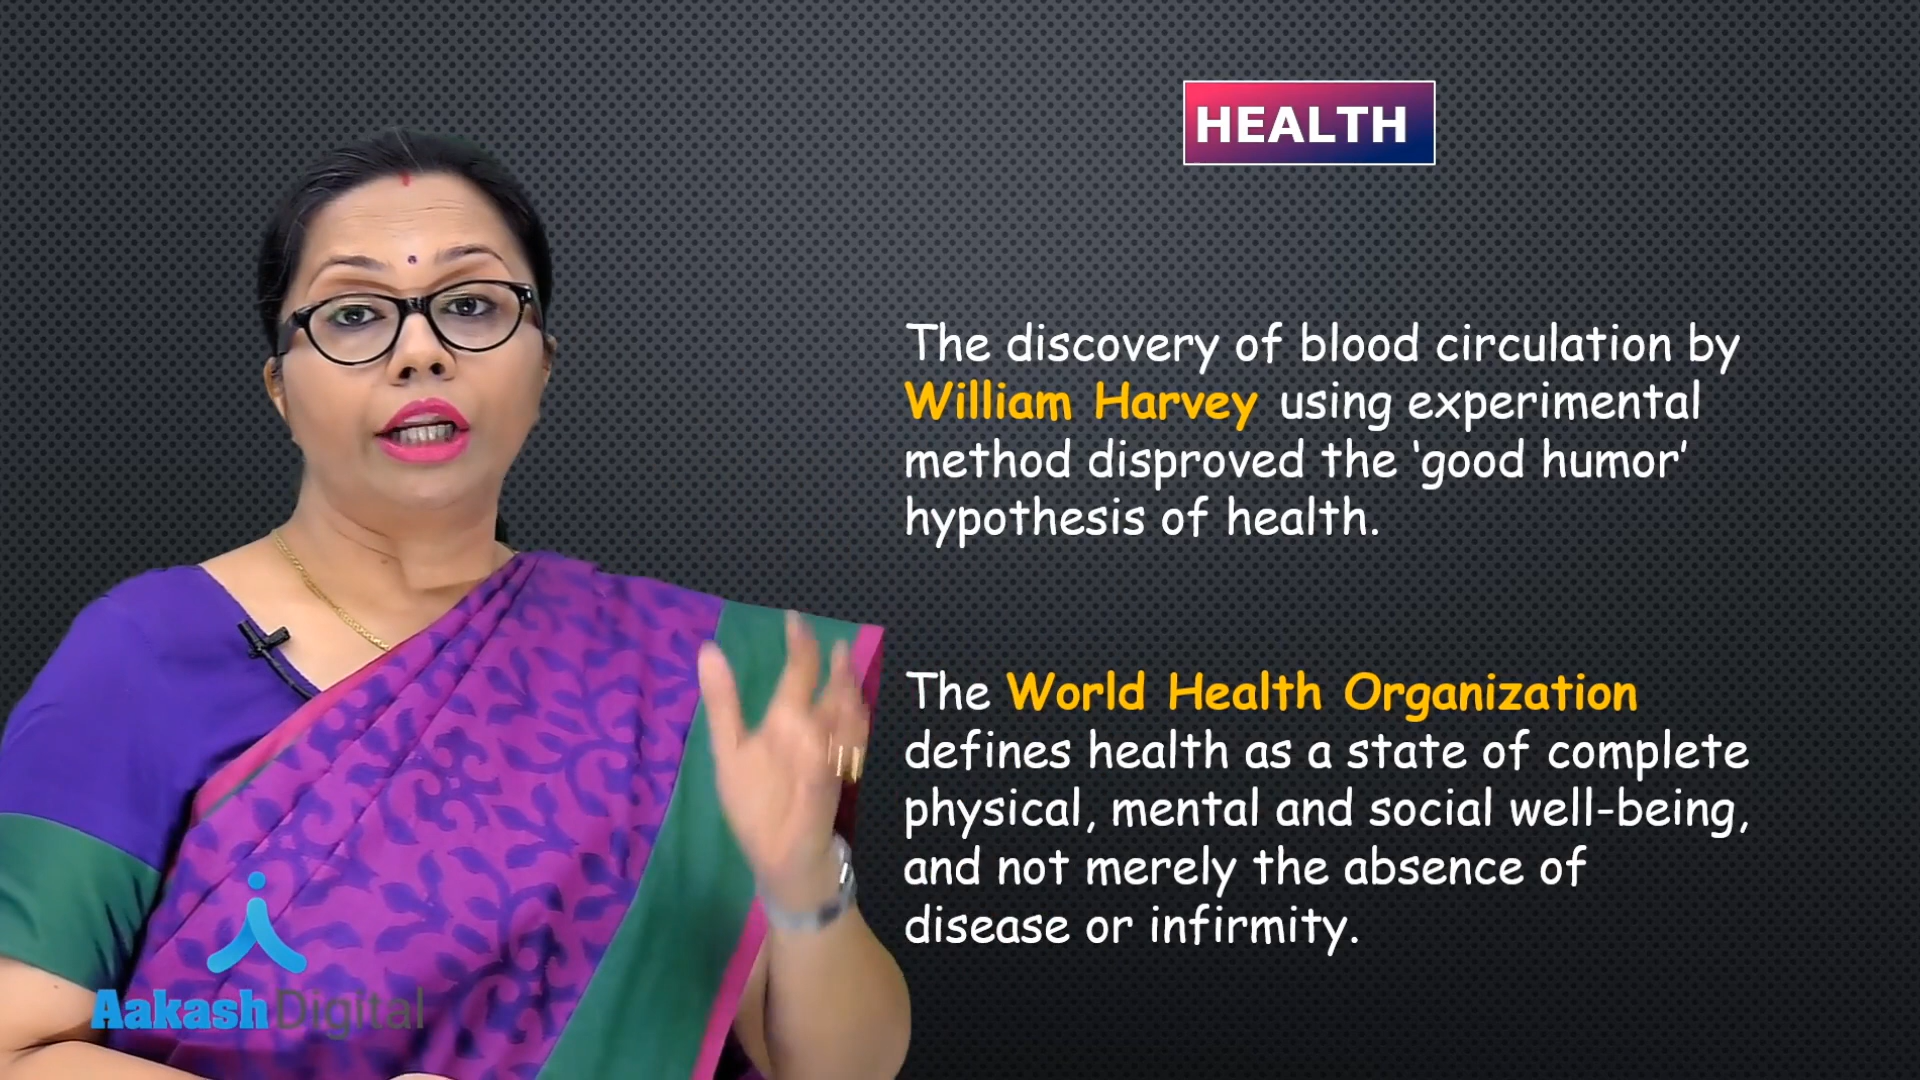 HEALTH
The discovery of blood circulation by
William Harvey using experimental
method disproved the ‘good humor’
hypothesis of health.
The World Health Organization
defines health as a state of complete
physical, mental and social well-being,
and not merely the absence of
disease or infirmity.
Aakash Digital